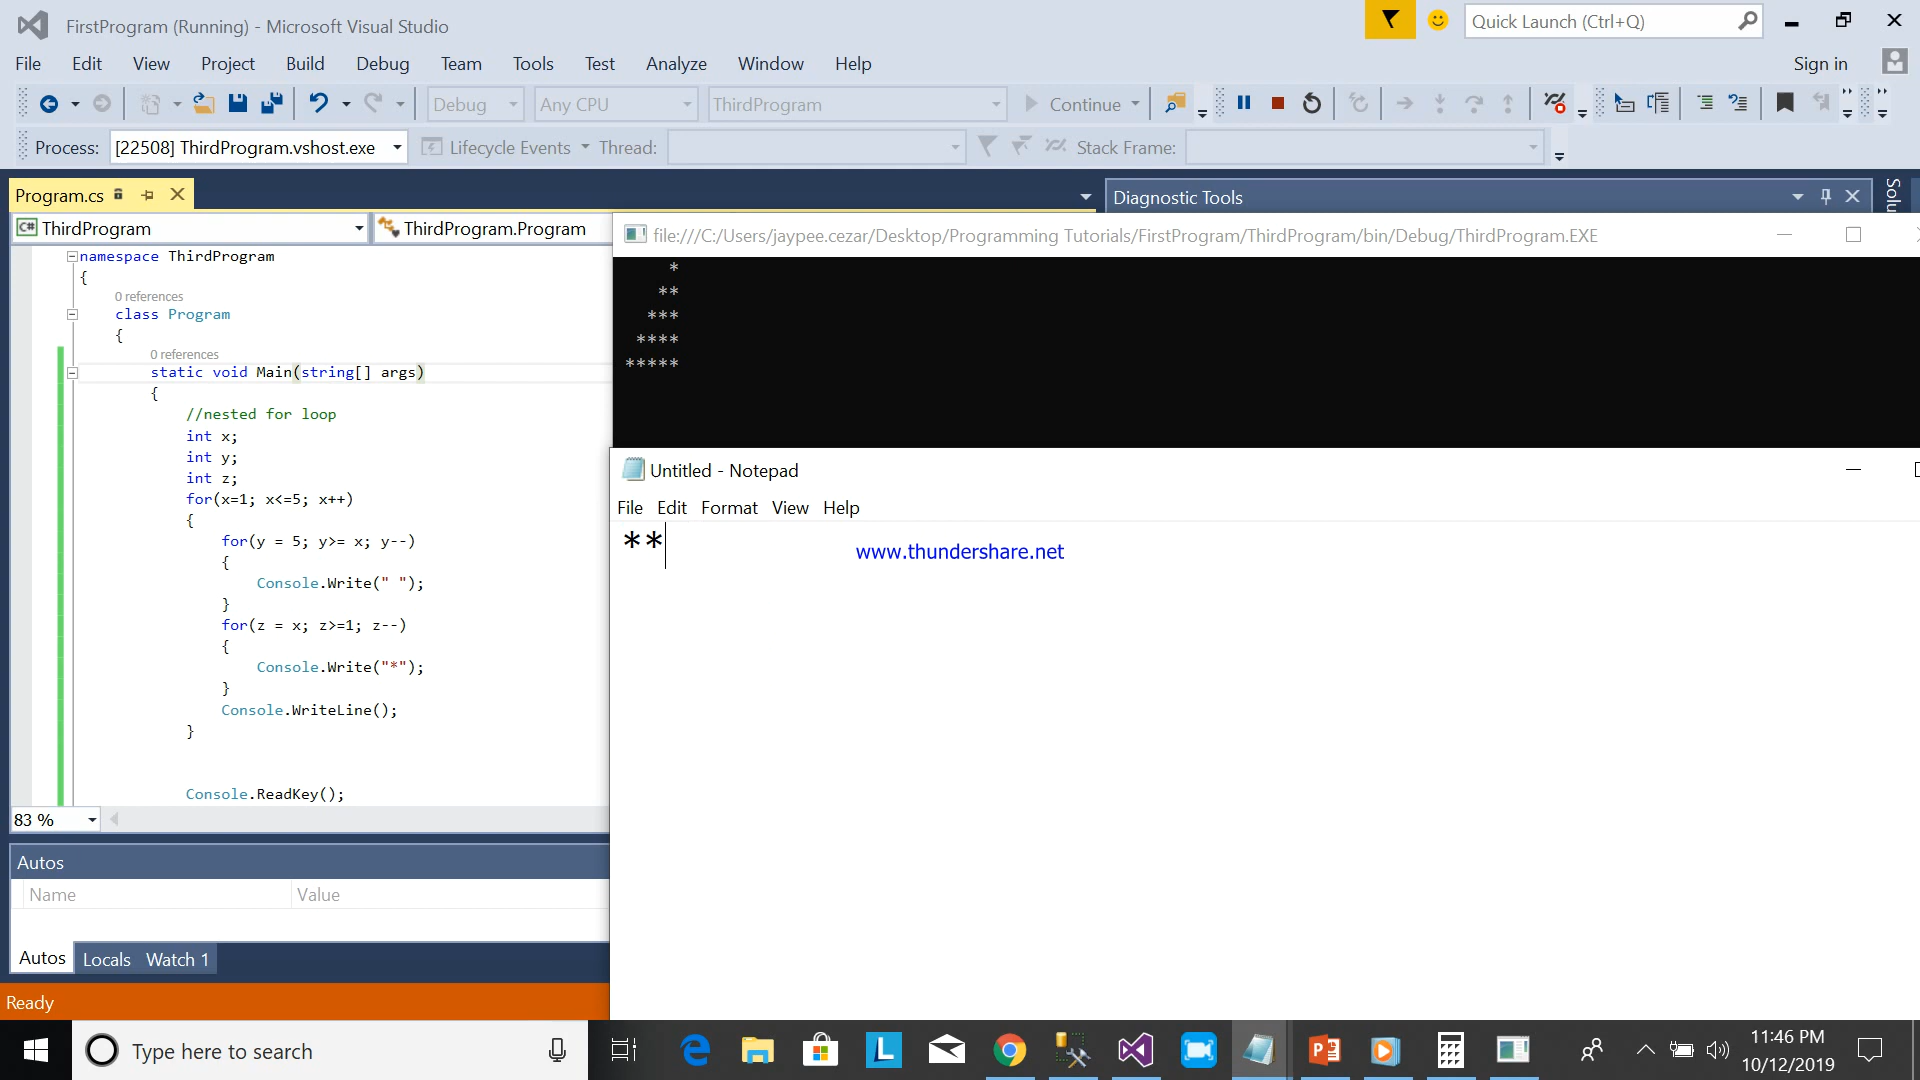 FirstProgram (Running) - Microsoft Visual Studio
Quick Launch (Ctrl+Q)
File Edit View Project Build Debug Team Tools Test Analyze Window Help
Sign in
Debug Any CPU ThirdProgram Continue
Process: [22508] ThirdProgram.vshost.exe Lifecycle Events Thread: Stack Frame:
Program.cs
Diagnostic Tools
Solu
ThirdProgram ThirdProgram.Program
file:///C:/Users/jaypee.cezar/Desktop/Programming Tutorials/FirstProgram/ThirdProgram/bin/Debug/ThirdProgram.EXE
namespace ThirdProgram
{
0 references
class Program
{
0 references
static void Main(string[] args)
{
//nested for loop
int x;
int y;
int z;
for(x=1; x<=5; x++)
{
for(y = 5; y>= x; y--)
{
Console.Write(" ");
}
for(z = x; z>=1; z--)
{
Console.Write("*");
}
Console.WriteLine();
}
Console.ReadKey();
83 %
*
**
***
****
*****
Untitled - Notepad
File Edit Format View Help
**
www.thundershare.net
Autos
Name Value
Autos Locals Watch 1
Ready
Type here to search
11:46 PM
10/12/2019